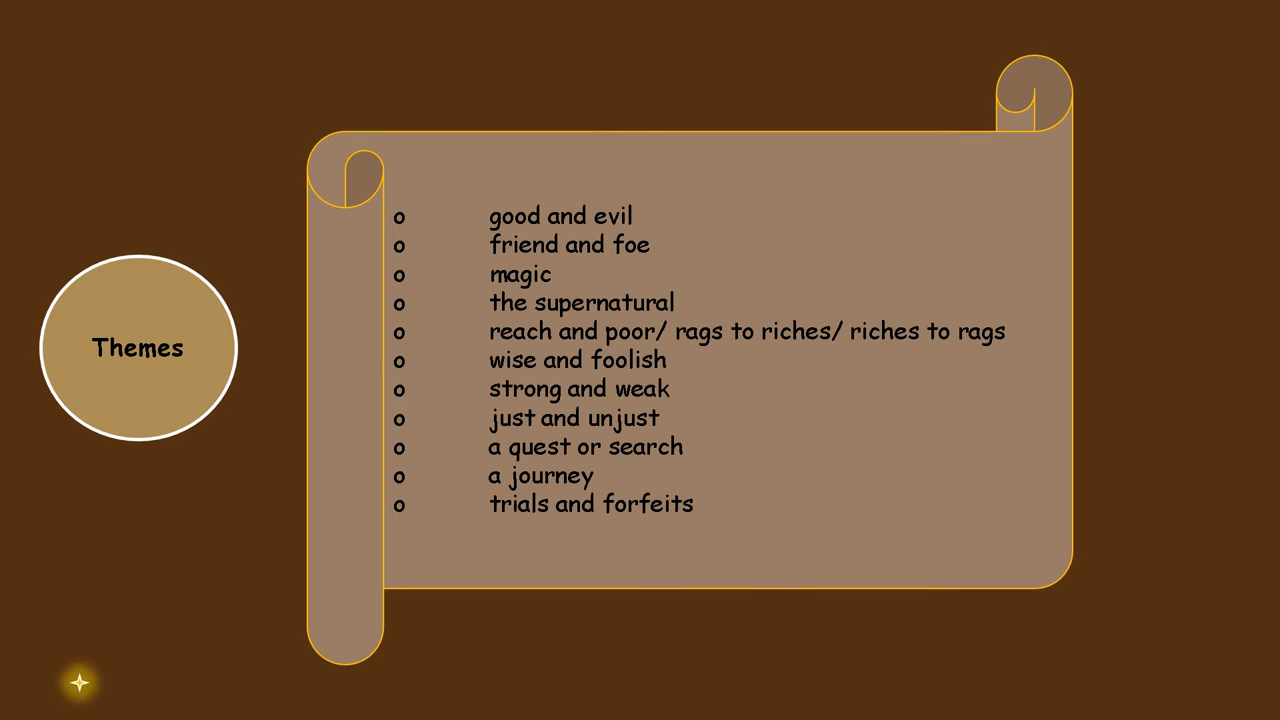 Themes
o good and evil
o friend and foe
o magic
o the supernatural
o reach and poor/ rags to riches/ riches to rags
o wise and foolish
o strong and weak
o just and unjust
o a quest or search
o a journey
o trials and forfeits